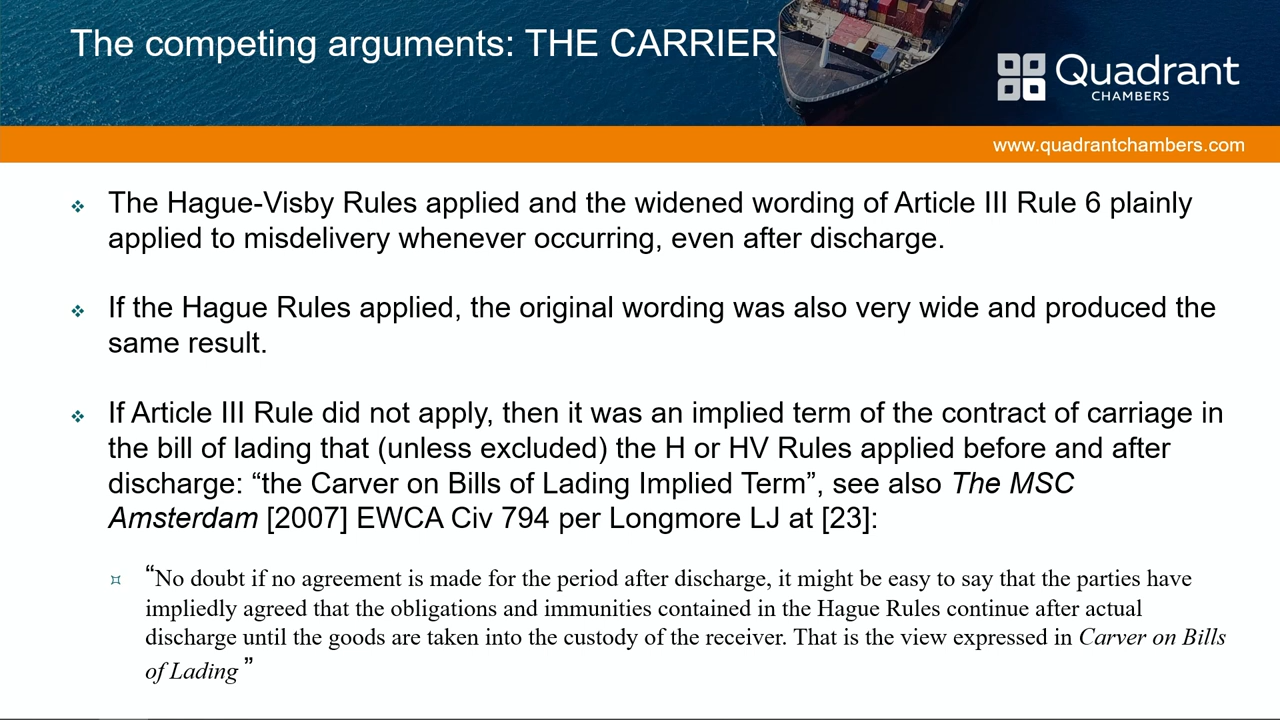 The competing arguments: THE CARRIER
Quadrant
CHAMBERS
www.quadrantchambers.com
The Hague-Visby Rules applied and the widened wording of Article III Rule 6 plainly
applied to misdelivery whenever occurring, even after discharge.
If the Hague Rules applied, the original wording was also very wide and produced the
same result.
If Article III Rule did not apply, then it was an implied term of the contract of carriage in
the bill of lading that (unless excluded) the H or HV Rules applied before and after
discharge: “the Carver on Bills of Lading Implied Term”, see also The MSC
Amsterdam [2007] EWCA Civ 794 per Longmore LJ at [23]:
“No doubt if no agreement is made for the period after discharge, it might be easy to say that the parties have
impliedly agreed that the obligations and immunities contained in the Hague Rules continue after actual
discharge until the goods are taken into the custody of the receiver. That is the view expressed in Carver on Bills
of Lading ”